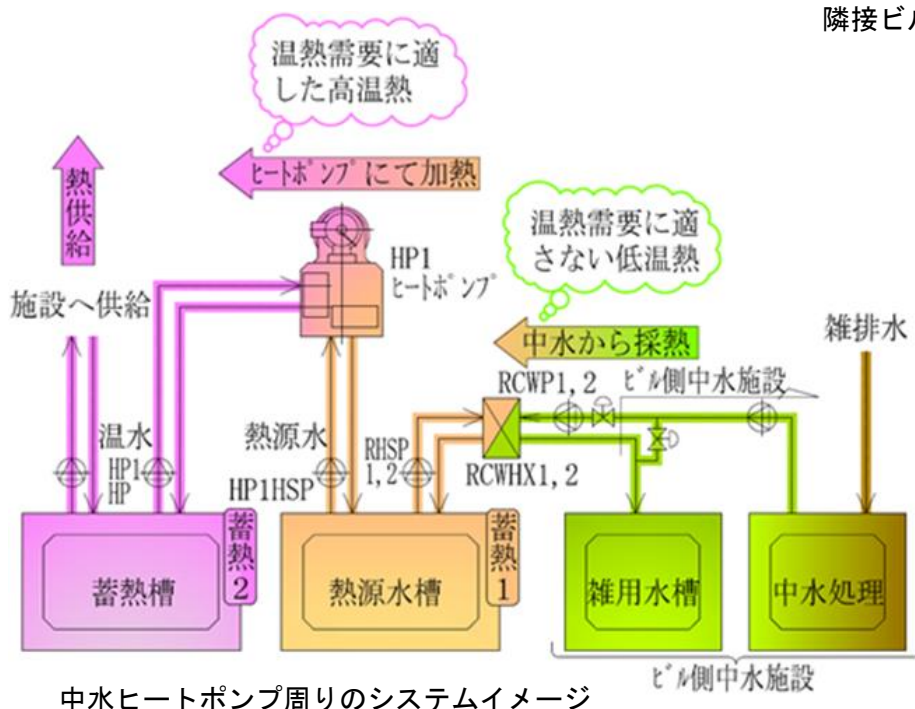 隣接ビル
温熱需要に適
した高温熱
熱供給
ヒートポンプにて加熱
温熱需要に適
さない低温熱
HP1
ヒートポンプ
施設へ供給
中水から採熱
雑排水
RCWP1,2
ビル側中水施設
温水
熱源水
HP1
HP
HP1HSP
RHSP
1,2
RCWHX1,2
蓄熱2
蓄熱1
蓄熱槽
熱源水槽
雑用水槽
中水処理
ビル側中水施設
中水ヒートポンプ周りのシステムイメージ